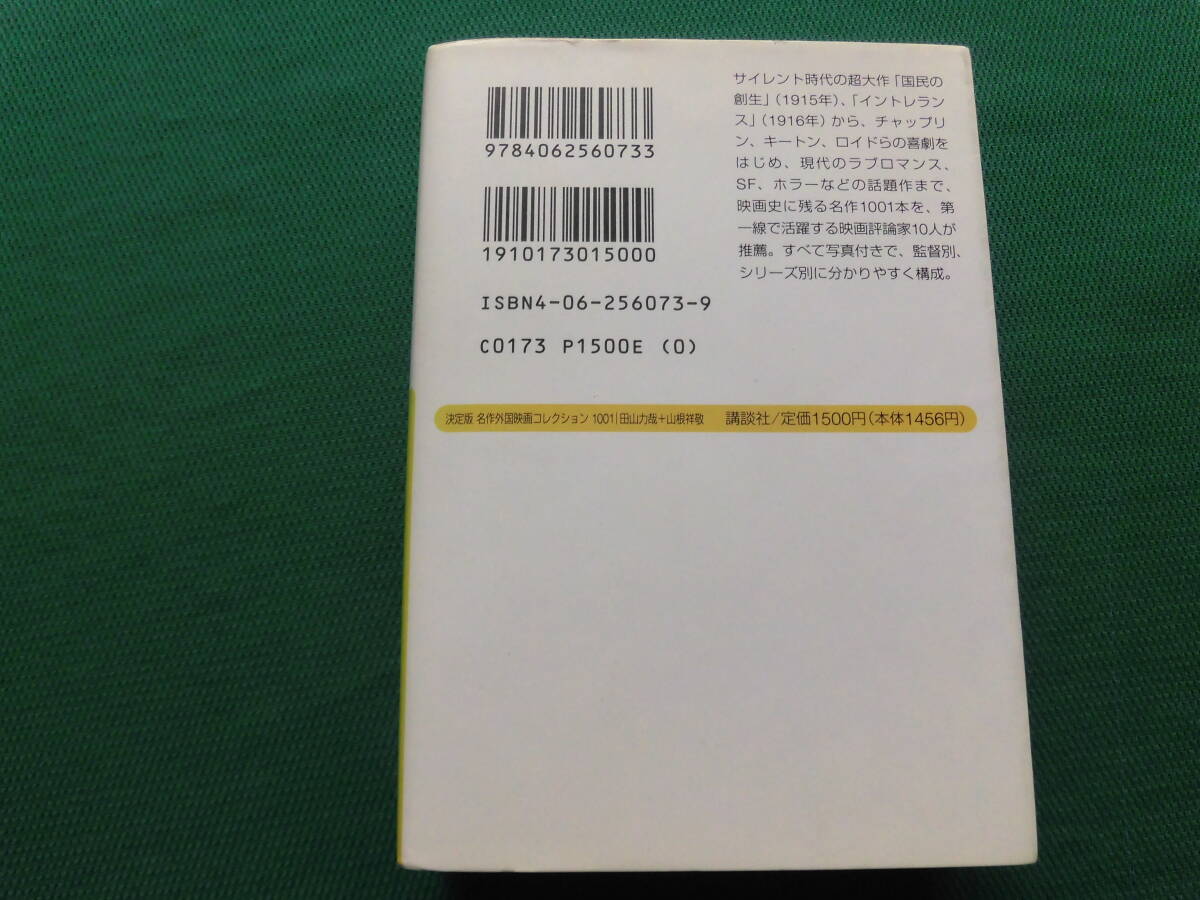 9784062560733
1910173015000
ISBN4-06-256073-9
C0173 P1500E (0)
サイレント時代の超大作「国民の
創生」(1915年)、「イントレラン
ス」(1916年)から、チャップリ
ン、キートン、ロイドらの喜劇を
はじめ、現代のラブロマンス、
SF、ホラーなどの話題作まで、
映画史に残る名作1001本を、第
一線で活躍する映画評論家10人が
推薦。すべて写真付きで、監督別、
シリーズ別に分かりやすく構成。
決定版 名作外国映画コレクション 1001|田山力哉+山根祥敬 講談社/定価1500円(本体1456円)